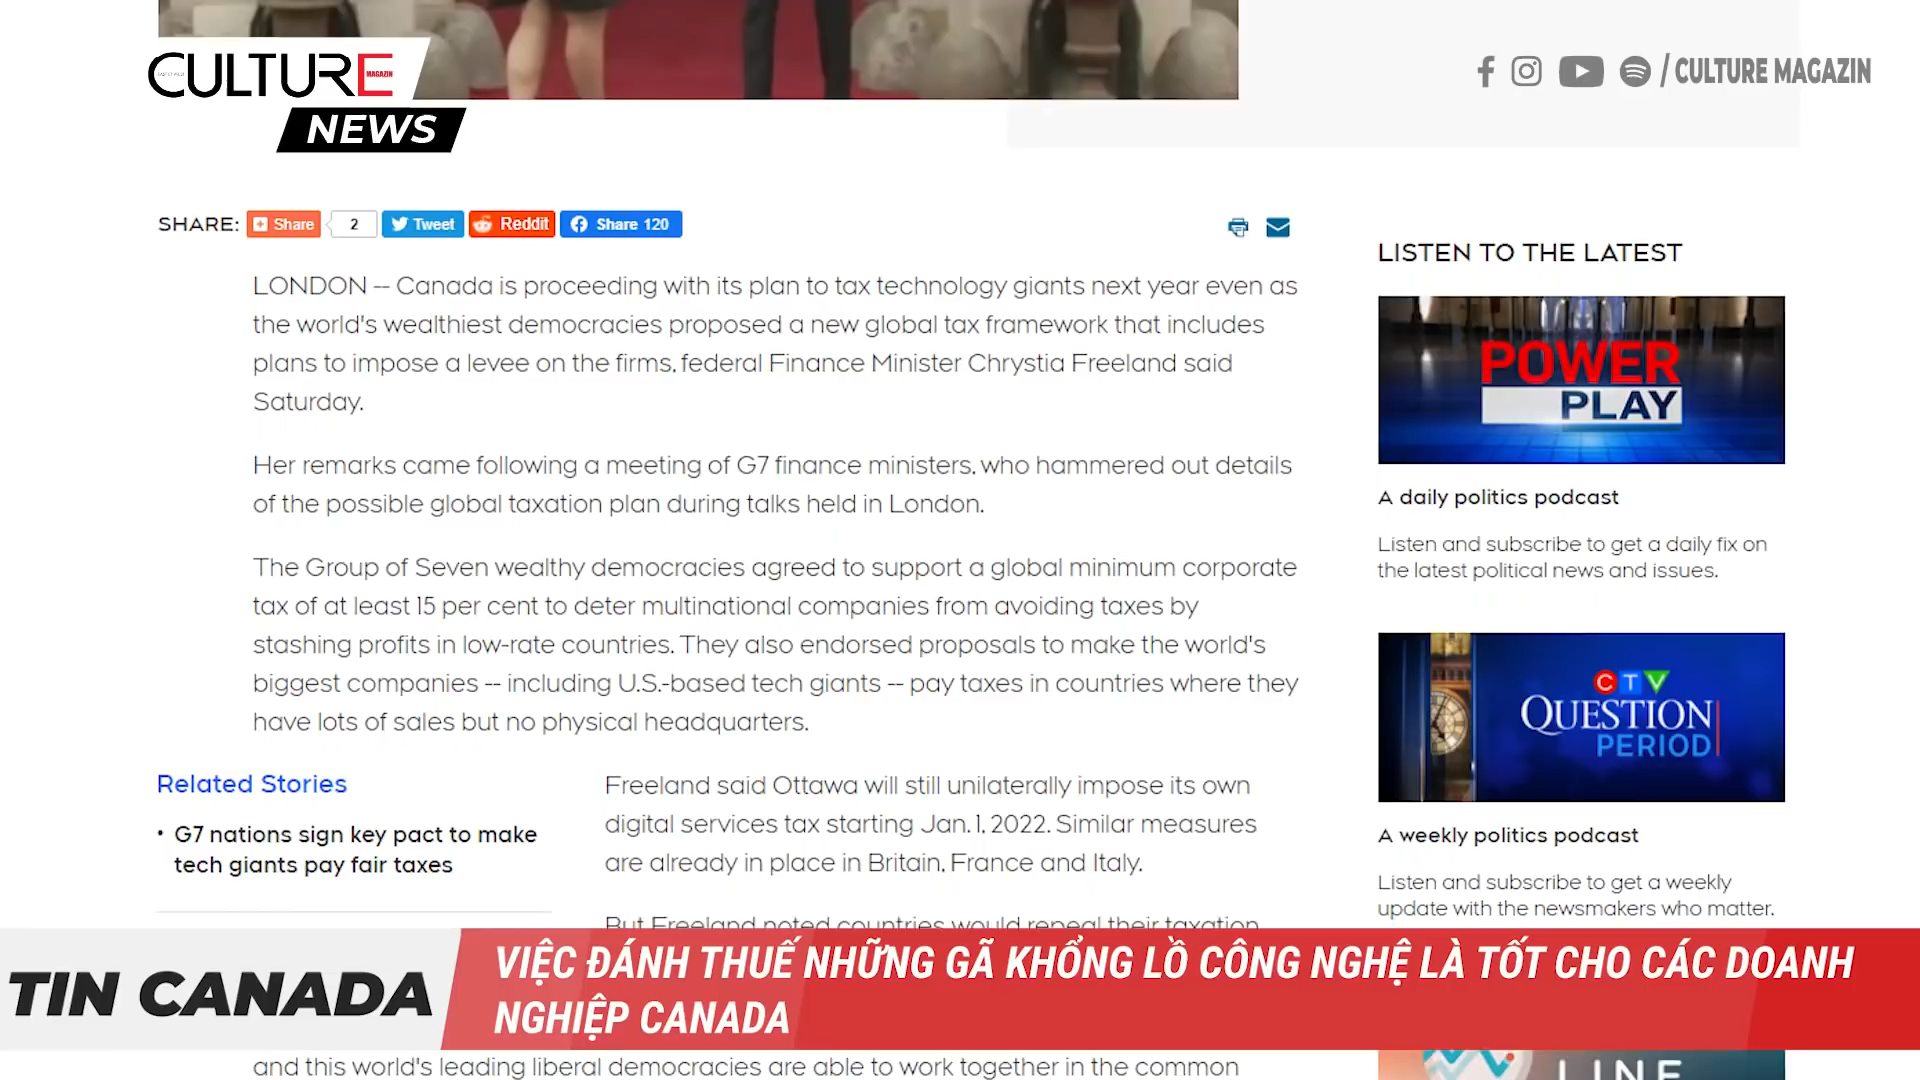 CULTURE
MAGAZIN
NEWS
/ CULTURE MAGAZIN
SHARE:
Share
2
Tweet
Reddit
Share 120
LONDON -- Canada is proceeding with its plan to tax technology giants next year even as
the world's wealthiest democracies proposed a new global tax framework that includes
plans to impose a levee on the firms, federal Finance Minister Chrystia Freeland said
Saturday.
Her remarks came following a meeting of G7 finance ministers, who hammered out details
of the possible global taxation plan during talks held in London.
The Group of Seven wealthy democracies agreed to support a global minimum corporate
tax of at least 15 per cent to deter multinational companies from avoiding taxes by
stashing profits in low-rate countries. They also endorsed proposals to make the world's
biggest companies -- including U.S.-based tech giants -- pay taxes in countries where they
have lots of sales but no physical headquarters.
Related Stories
• G7 nations sign key pact to make
tech giants pay fair taxes
Freeland said Ottawa will still unilaterally impose its own
digital services tax starting Jan. 1, 2022. Similar measures
are already in place in Britain, France and Italy.
But Freeland noted countries would repeal their taxation
LISTEN TO THE LATEST
POWER
PLAY
A daily politics podcast
Listen and subscribe to get a daily fix on
the latest political news and issues.
CTV
QUESTION
PERIOD
A weekly politics podcast
Listen and subscribe to get a weekly
update with the newsmakers who matter.
TIN CANADA
VIỆC ĐÁNH THUẾ NHỮNG GÃ KHỔNG LỒ CÔNG NGHỆ LÀ TỐT CHO CÁC DOANH
NGHIỆP CANADA
and this world's leading liberal democracies are able to work together in the common
LINE